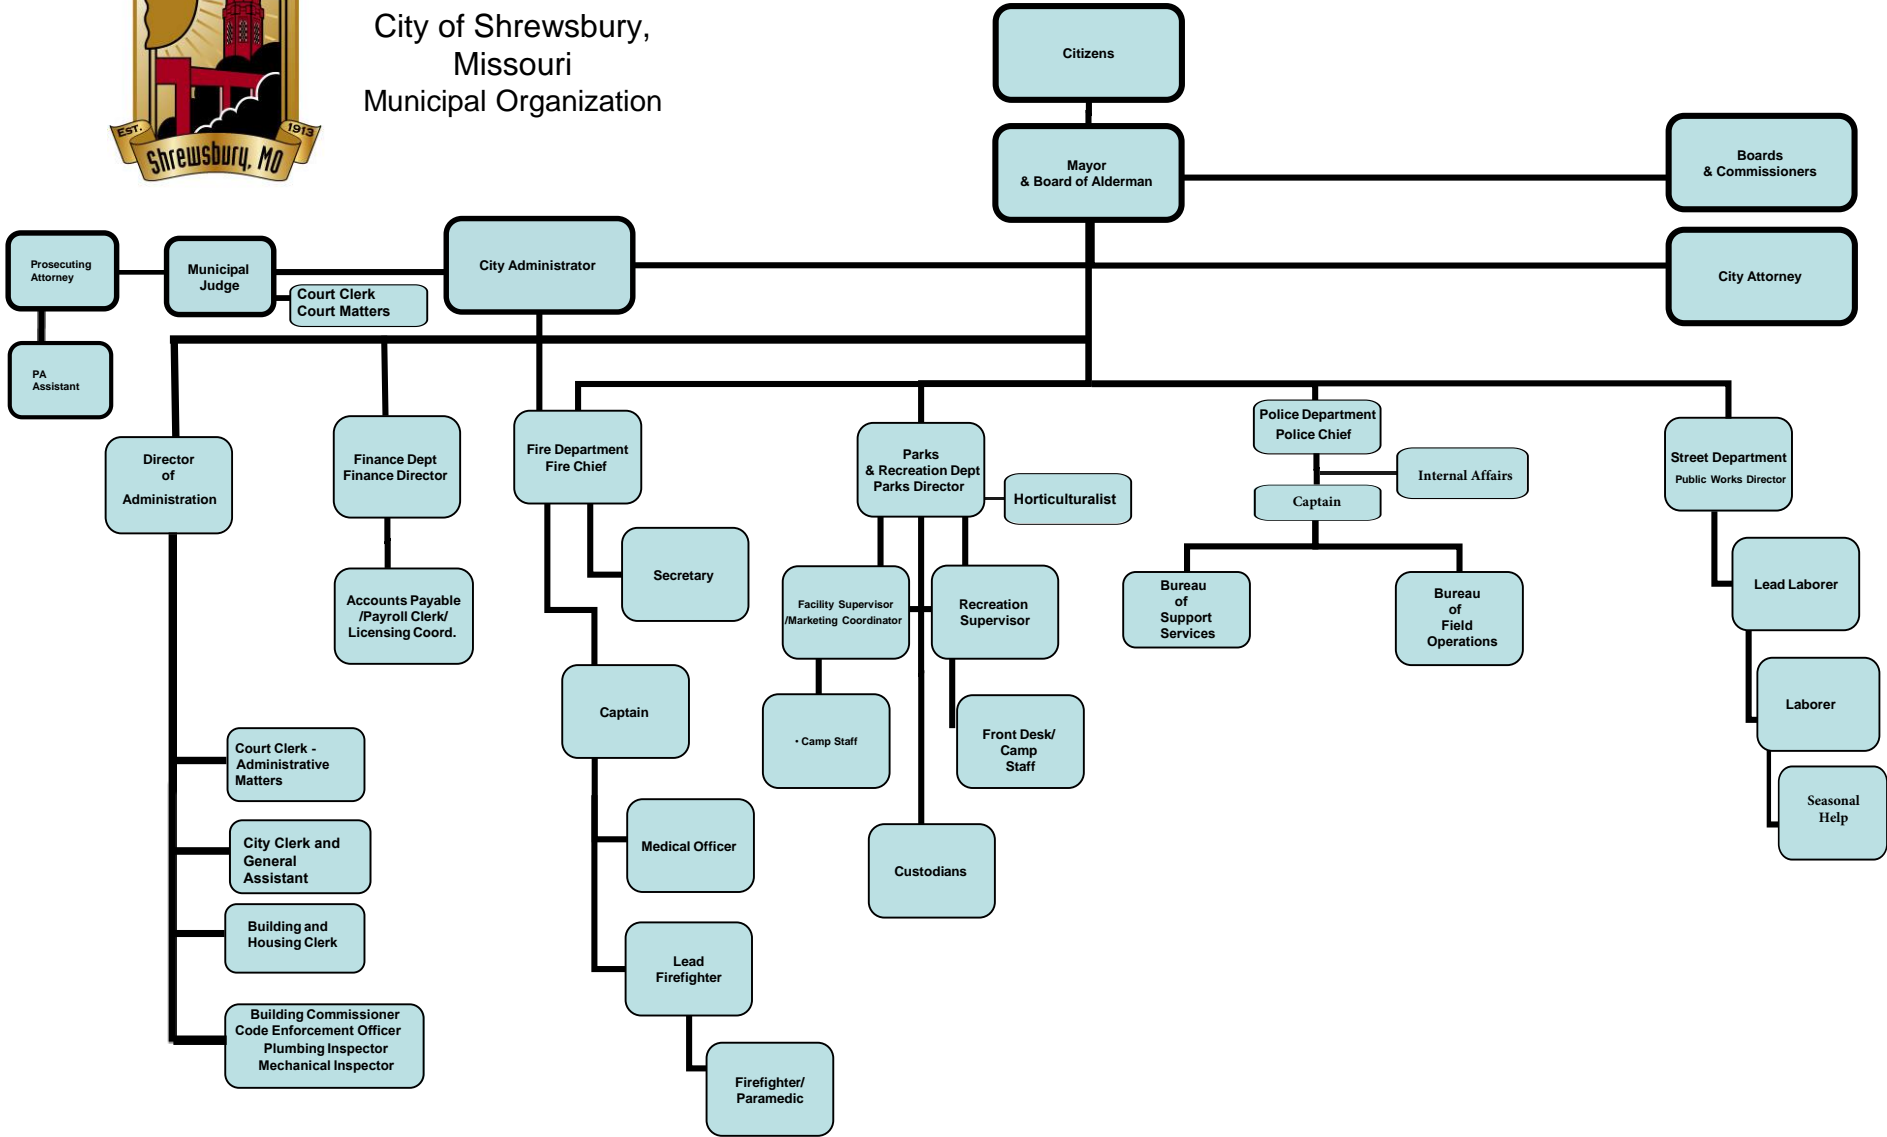 City of Shrewsbury,
Missouri
Municipal Organization
EST.
1913
Shrewsbury, MO
Citizens
Mayor
& Board of Alderman
Boards
& Commissioners
Prosecuting
Attorney
Municipal
Judge
Court Clerk
Court Matters
City Administrator
City Attorney
PA
Assistant
Director
of
Administration
Finance Dept
Finance Director
Fire Department
Fire Chief
Parks
& Recreation Dept
Parks Director
Horticulturalist
Police Department
Police Chief
Internal Affairs
Captain
Street Department
Public Works Director
Accounts Payable
/Payroll Clerk/
Licensing Coord.
Secretary
Facility Supervisor
/Marketing Coordinator
Recreation
Supervisor
Bureau
of
Support
Services
Bureau
of
Field
Operations
Lead Laborer
Captain
• Camp Staff
Front Desk/
Camp
Staff
Laborer
Court Clerk -
Administrative
Matters
Seasonal
Help
City Clerk and
General
Assistant
Medical Officer
Custodians
Building and
Housing Clerk
Lead
Firefighter
Building Commissioner
Code Enforcement Officer
Plumbing Inspector
Mechanical Inspector
Firefighter/
Paramedic